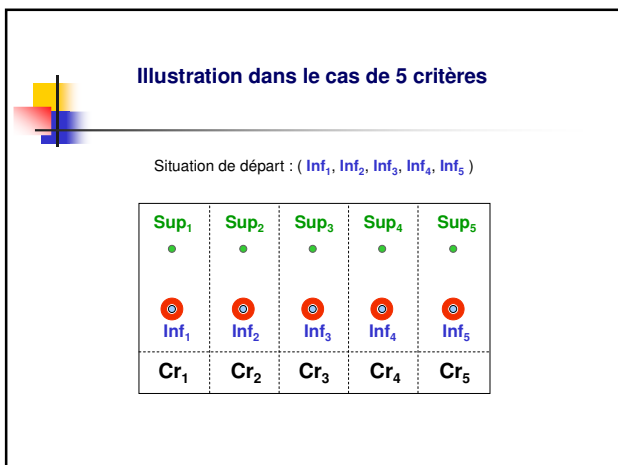 Illustration dans le cas de 5 critères
Situation de départ : ( Inf₁, Inf₂, Inf₃, Inf₄, Inf₅ )
Sup₁ Sup₂ Sup₃ Sup₄ Sup₅
Inf₁ Inf₂ Inf₃ Inf₄ Inf₅
Cr₁ Cr₂ Cr₃ Cr₄ Cr₅